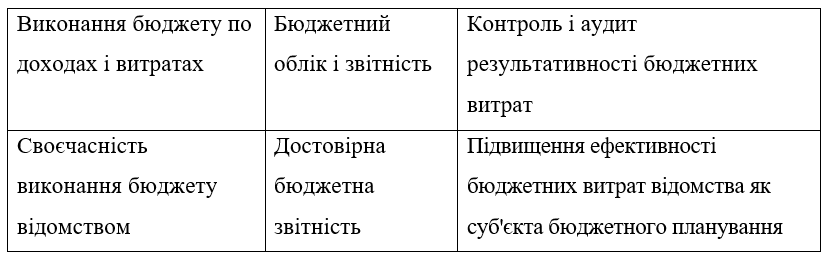 Виконання бюджету по
доходах і витратах
Бюджетний
облік і звітність
Контроль і аудит
результативності бюджетних
витрат
Своєчасність
виконання бюджету
відомством
Достовірна
бюджетна
звітність
Підвищення ефективності
бюджетних витрат відомства як
суб'єкта бюджетного планування